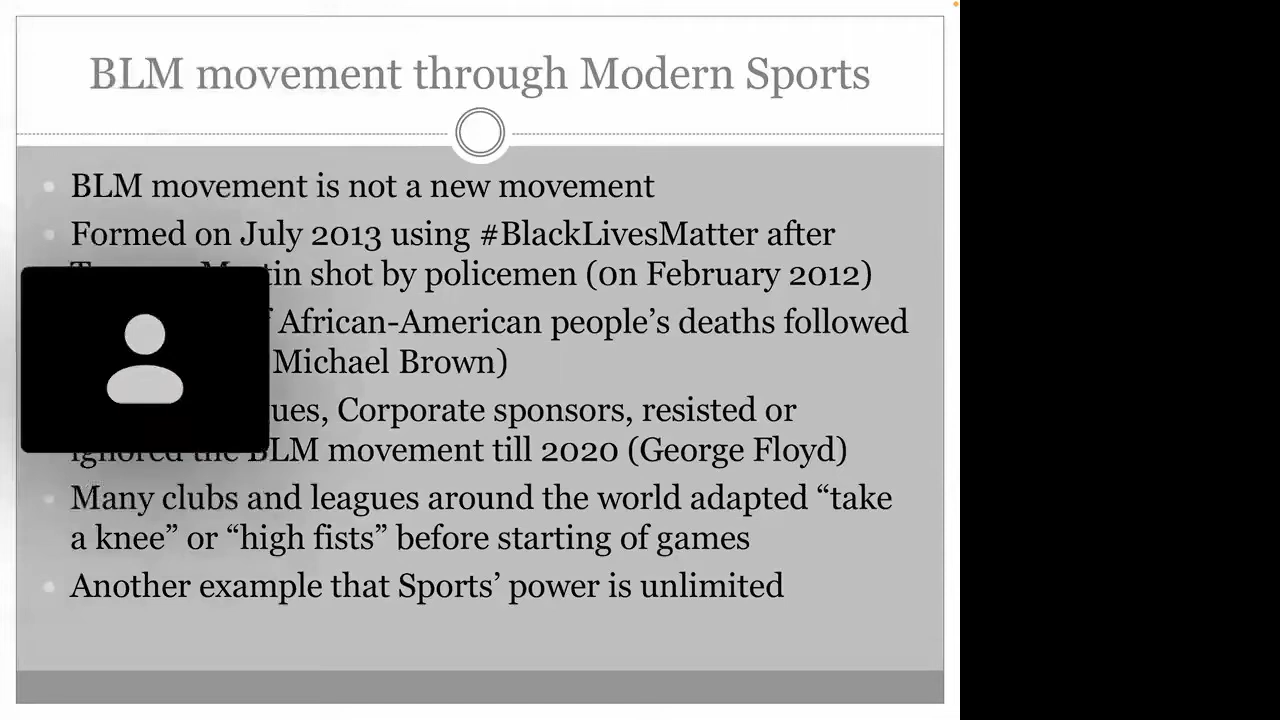 BLM movement through Modern Sports
BLM movement is not a new movement
Formed on July 2013 using #BlackLivesMatter after
shot by policemen (on February 2012)
African-American people’s deaths followed
Michael Brown)
Corporate sponsors, resisted or
ignored the BLM movement till 2020 (George Floyd)
Many clubs and leagues around the world adapted “take
a knee” or “high fists” before starting of games
Another example that Sports’ power is unlimited